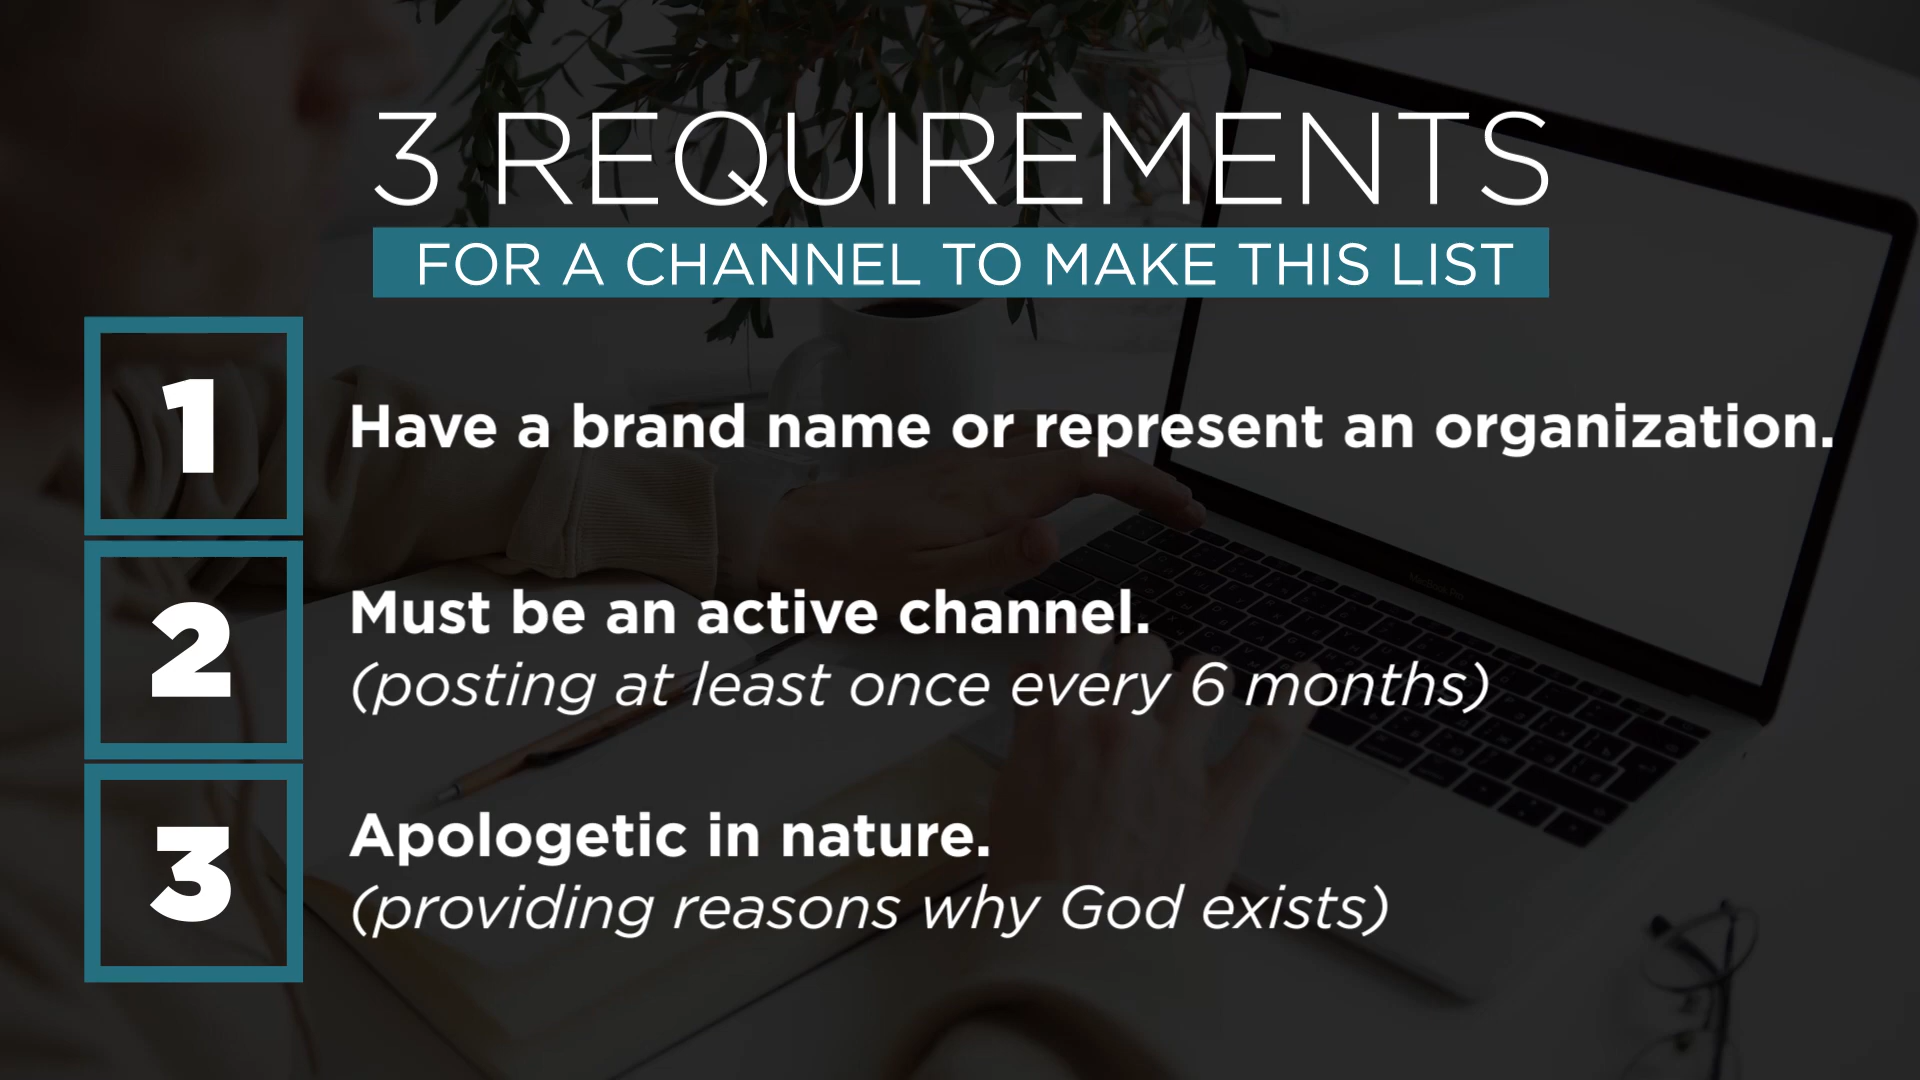 3 REQUIREMENTS
FOR A CHANNEL TO MAKE THIS LIST
1
Have a brand name or represent an organization.
2
Must be an active channel.
(posting at least once every 6 months)
3
Apologetic in nature.
(providing reasons why God exists)